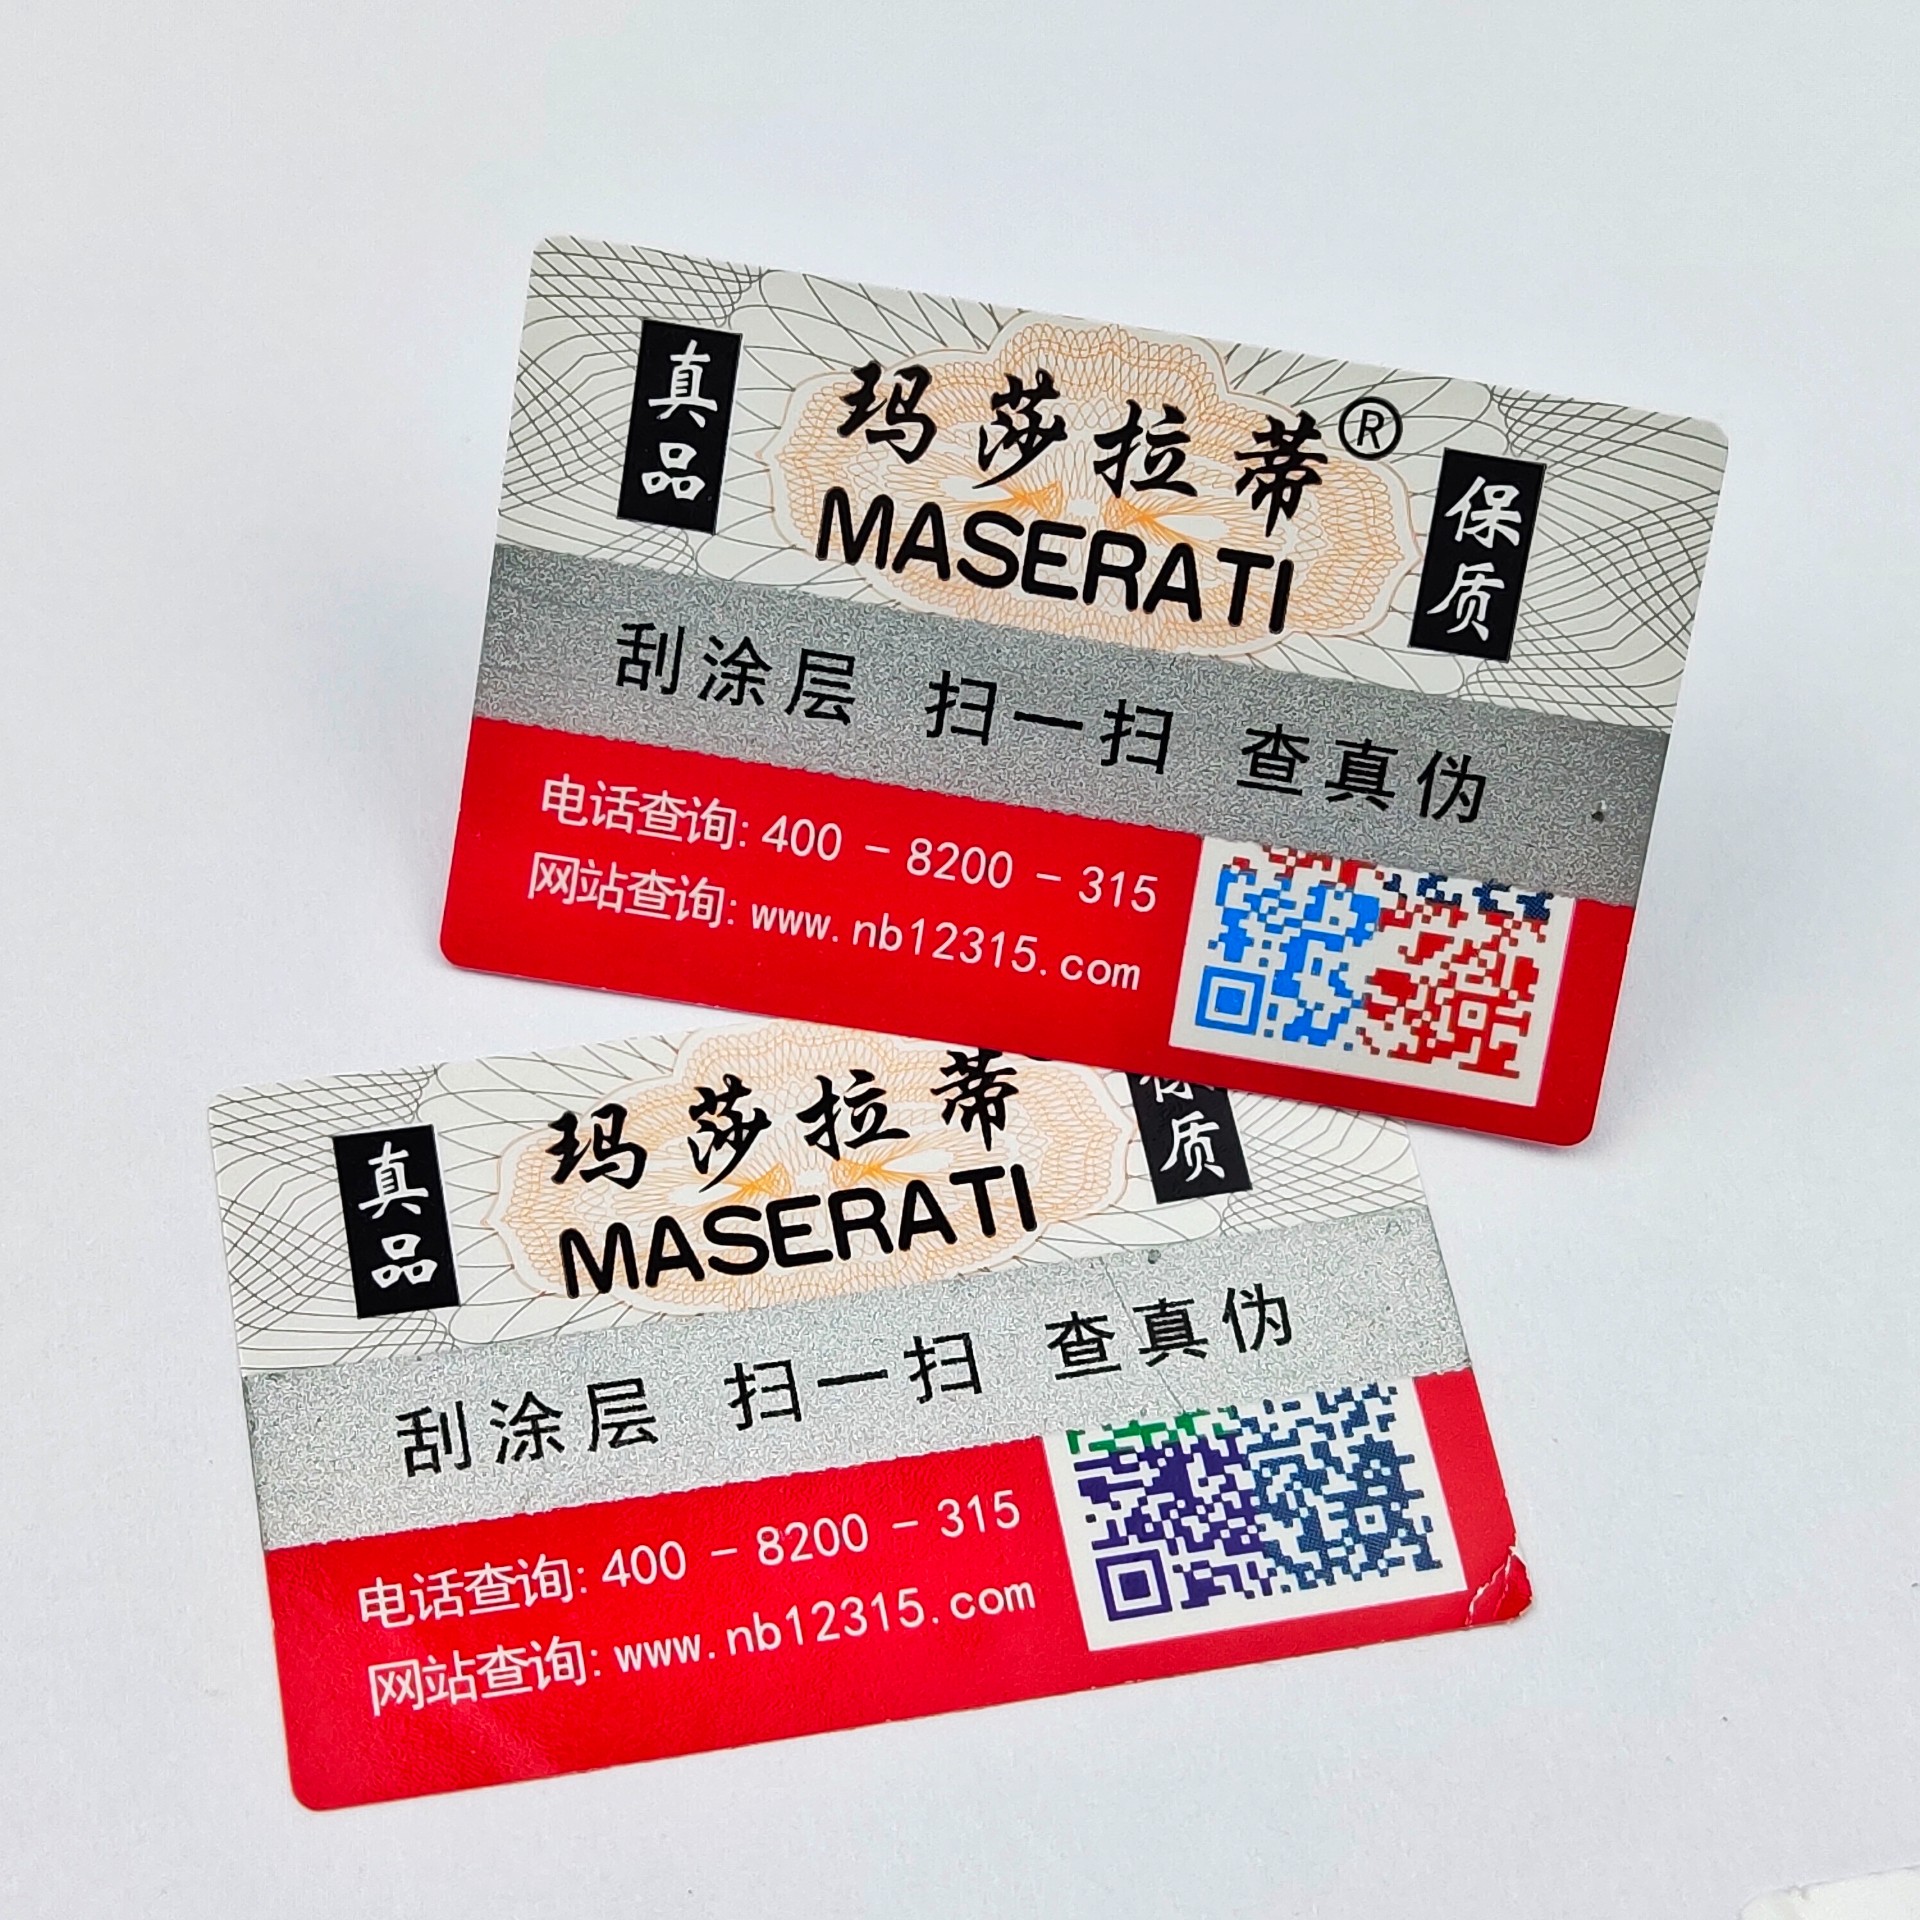 真品
玛莎拉蒂®
MASERATI
保质
刮涂层 扫一扫 查真伪
电话查询: 400 - 8200 - 315
网站查询: www.nb12315.com
真品
玛莎拉蒂
MASERATI
保质
刮涂层 扫一扫 查真伪
电话查询: 400 - 8200 - 315
网站查询: www.nb12315.com